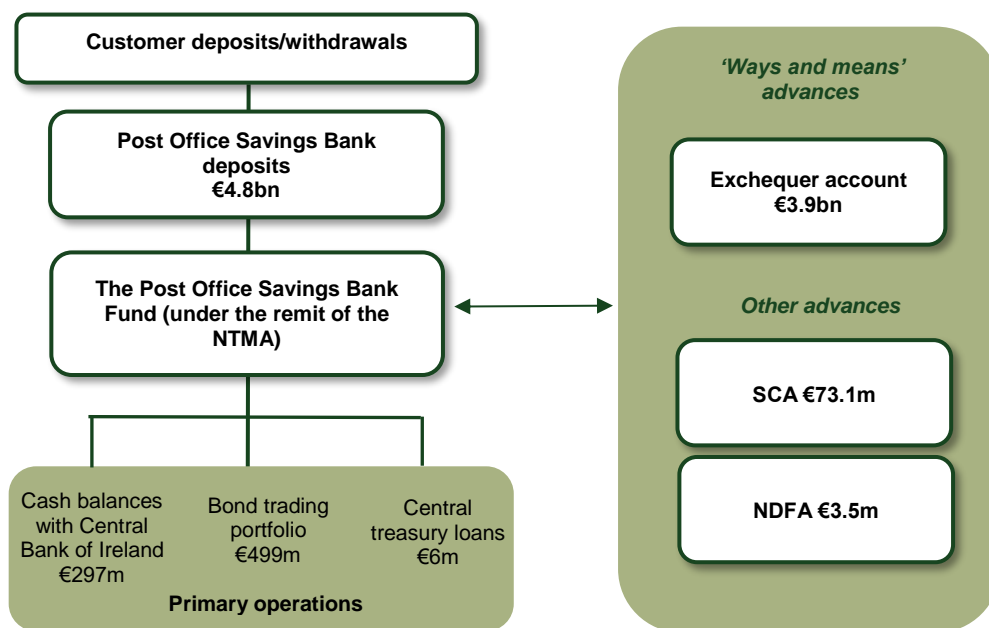 Customer deposits/withdrawals
Post Office Savings Bank
deposits
€4.8bn
The Post Office Savings Bank
Fund (under the remit of the
NTMA)
Cash balances
with Central
Bank of Ireland
€297m
Bond trading
portfolio
€499m
Central
treasury loans
€6m
Primary operations
‘Ways and means’
advances
Exchequer account
€3.9bn
Other advances
SCA €73.1m
NDFA €3.5m